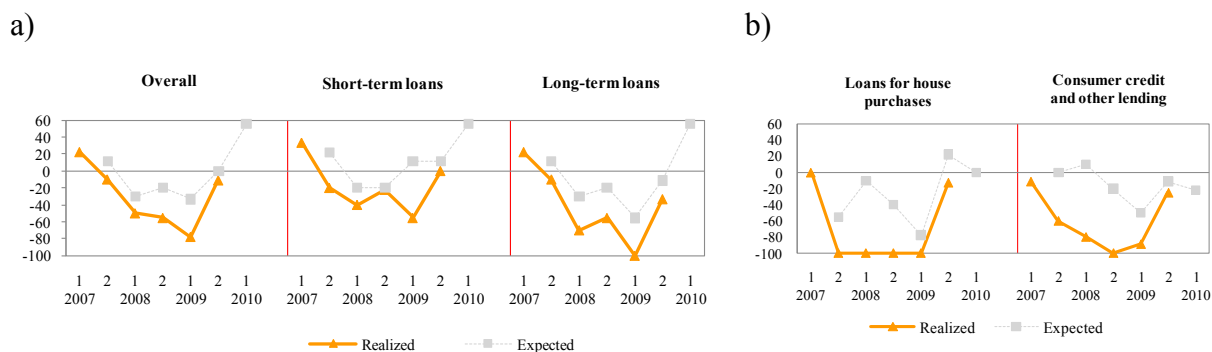 a)
b)
Overall
Short-term loans
Long-term loans
60
40
20
0
-20
-40
-60
-80
-100
1 2 1 2 1 2 1 1 2 1 2 1 2 1 1 2 1 2 1 2 1
2007 2008 2009 2010 2007 2008 2009 2010 2007 2008 2009 2010
Realized Expected
Loans for house
purchases
Consumer credit
and other lending
60
40
20
0
-20
-40
-60
-80
-100
1 2 1 2 1 2 1 1 2 1 2 1 2 1
2007 2008 2009 2010 2007 2008 2009 2010
Realized Expected